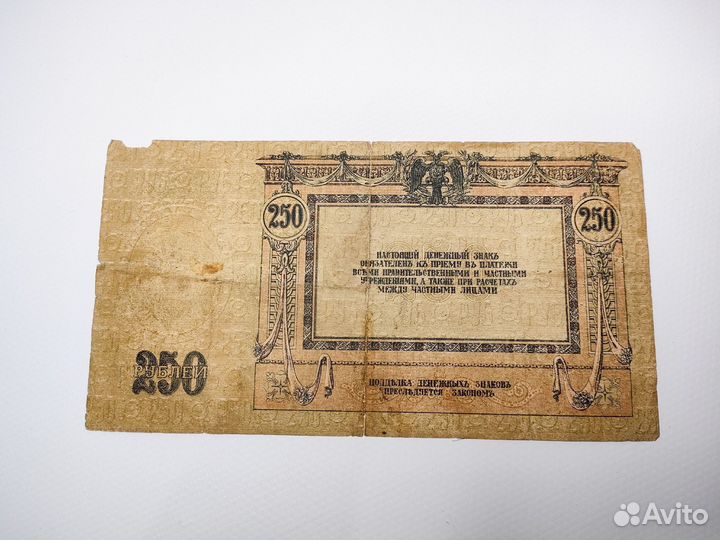 250
250
НАСТОЯЩІЙ ДЕНЕЖНЫЙ ЗНАКЪ
ОБЯЗАТЕЛЕНЪ КЪ ПРІЕМУ ВЪ ПЛАТЕЖИ
ВСѢМИ ПРАВИТЕЛЬСТВЕННЫМИ И ЧАСТНЫМИ
УЧРЕЖДЕНІЯМИ, А ТАКЖЕ ПРИ РАСЧЕТАХЪ
МЕЖДУ ЧАСТНЫМИ ЛИЦАМИ
250
РУБЛЕЙ
ПОДДѢЛКА ДЕНЕЖНЫХЪ ЗНАКОВЪ
ПРЕСЛѢДУЕТСЯ ЗАКОНОМЪ
Avito